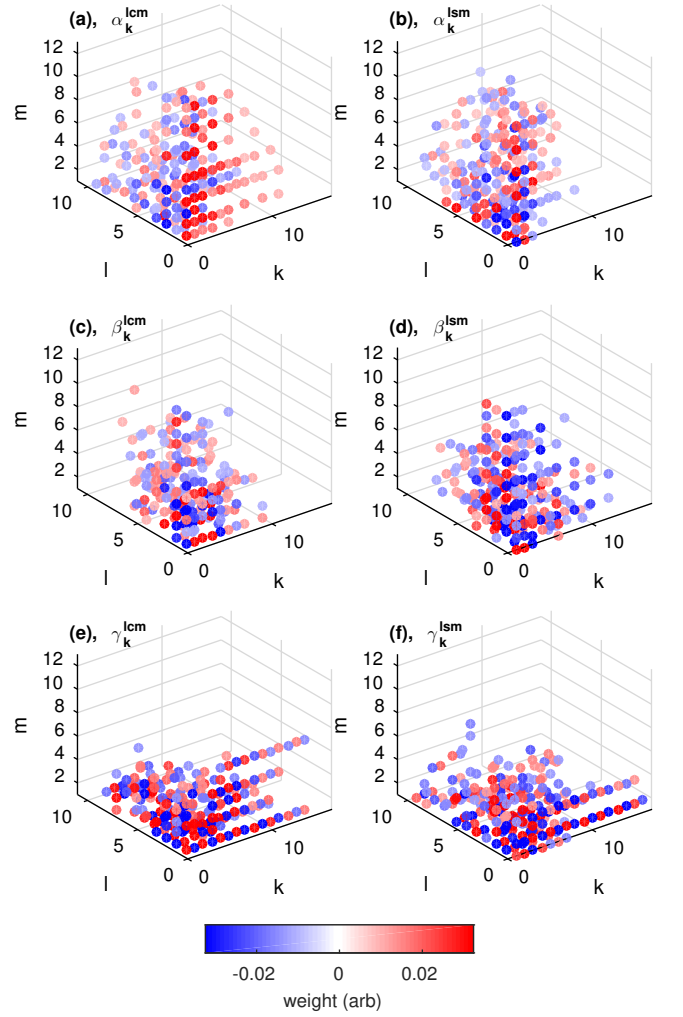 (a), α_k^lcm
(b), α_k^lsm
12
10
8
6
4
2
m
10
5
0
l
0
10
k
12
10
8
6
4
2
m
10
5
0
l
0
10
k
(c), β_k^lcm
(d), β_k^lsm
12
10
8
6
4
2
m
10
5
0
l
0
10
k
12
10
8
6
4
2
m
10
5
0
l
0
10
k
(e), γ_k^lcm
(f), γ_k^lsm
12
10
8
6
4
2
m
10
5
0
l
0
10
k
12
10
8
6
4
2
m
10
5
0
l
0
10
k
-0.02 0 0.02
weight (arb)